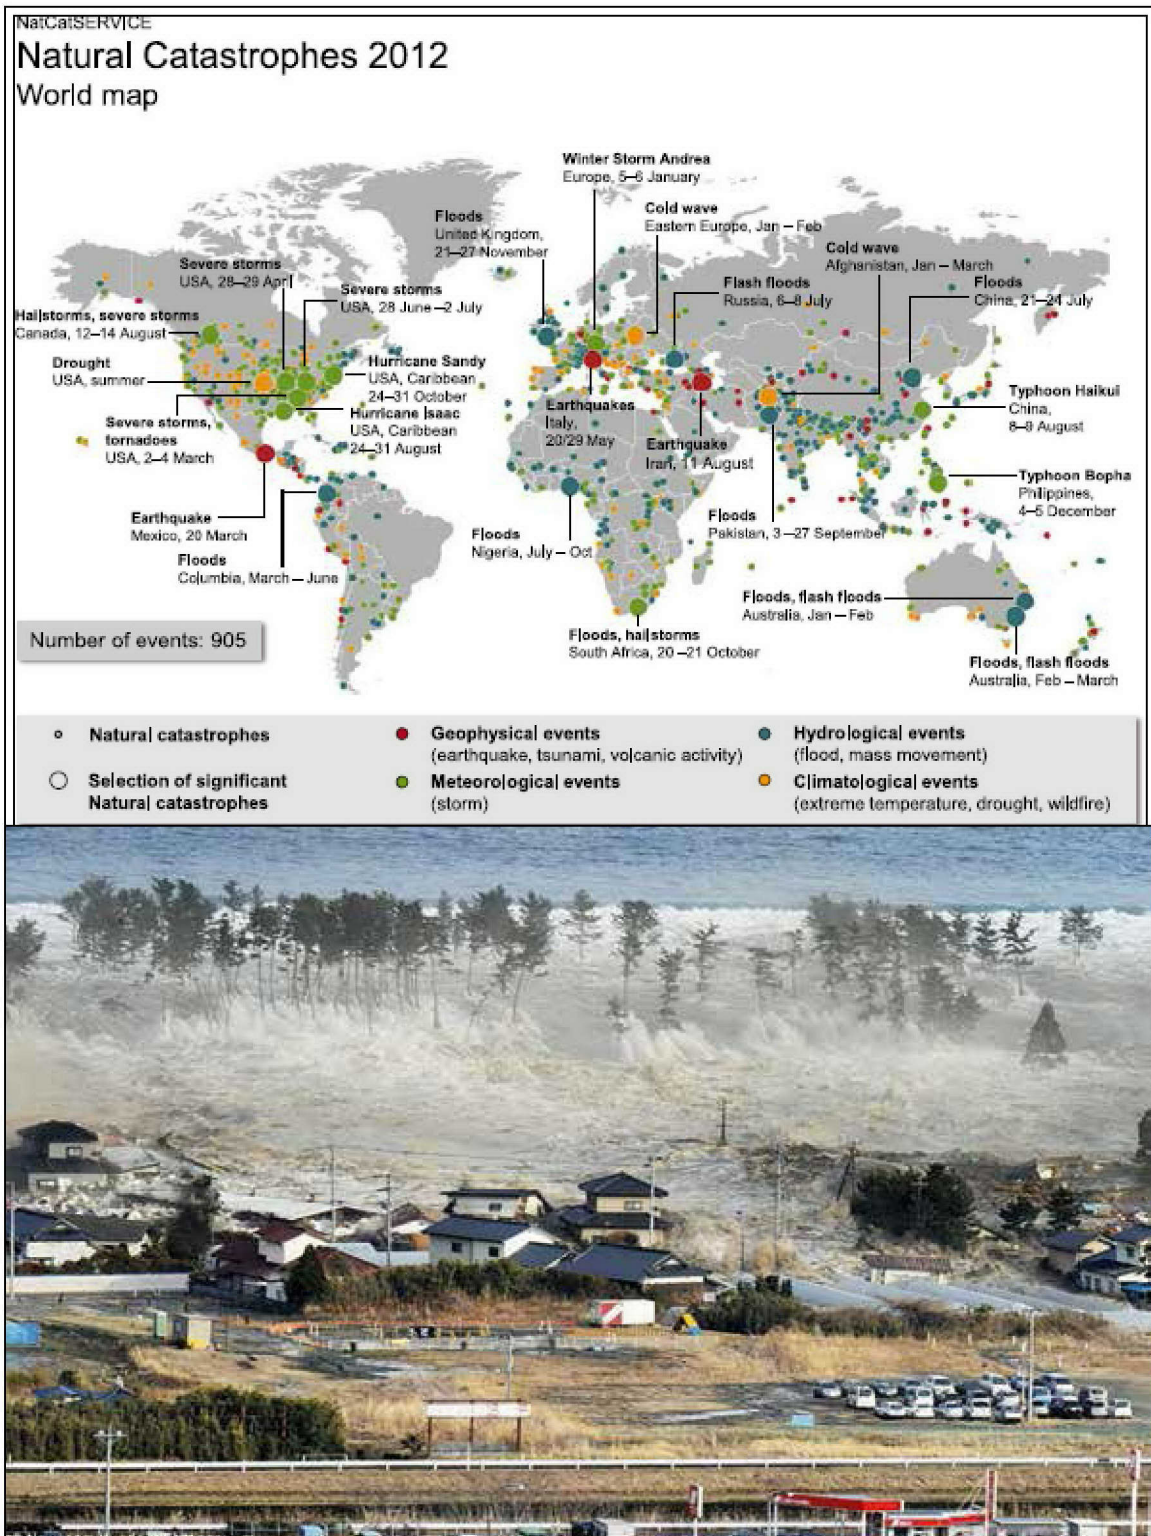 NatCatSERVICE
Natural Catastrophes 2012
World map
Winter Storm Andrea
Europe, 5–6 January
Cold wave
Eastern Europe, Jan – Feb
Floods
United Kingdom,
21–27 November
Cold wave
Afghanistan, Jan – March
Severe storms
USA, 28–29 April
Severe storms
USA, 28 June –2 July
Flash floods
Russia, 6–8 July
Floods
China, 21–24 July
Hailstorms, severe storms
Canada, 12–14 August
Drought
USA, summer
Hurricane Sandy
USA, Caribbean
24–31 October
Hurricane Isaac
USA, Caribbean
24–31 August
Severe storms,
tornadoes
USA, 2–4 March
Earthquakes
Italy,
20/29 May
Earthquake
Iran, 11 August
Typhoon Haikui
China,
8–9 August
Typhoon Bopha
Philippines,
4–5 December
Earthquake
Mexico, 20 March
Floods
Columbia, March – June
Floods
Nigeria, July – Oct
Floods
Pakistan, 3 –27 September
Floods, flash floods
Australia, Jan – Feb
Floods, hailstorms
South Africa, 20 –21 October
Floods, flash floods
Australia, Feb – March
Number of events: 905
Natural catastrophes
Selection of significant
Natural catastrophes
Geophysical events
(earthquake, tsunami, volcanic activity)
Meteorological events
(storm)
Hydrological events
(flood, mass movement)
Climatological events
(extreme temperature, drought, wildfire)